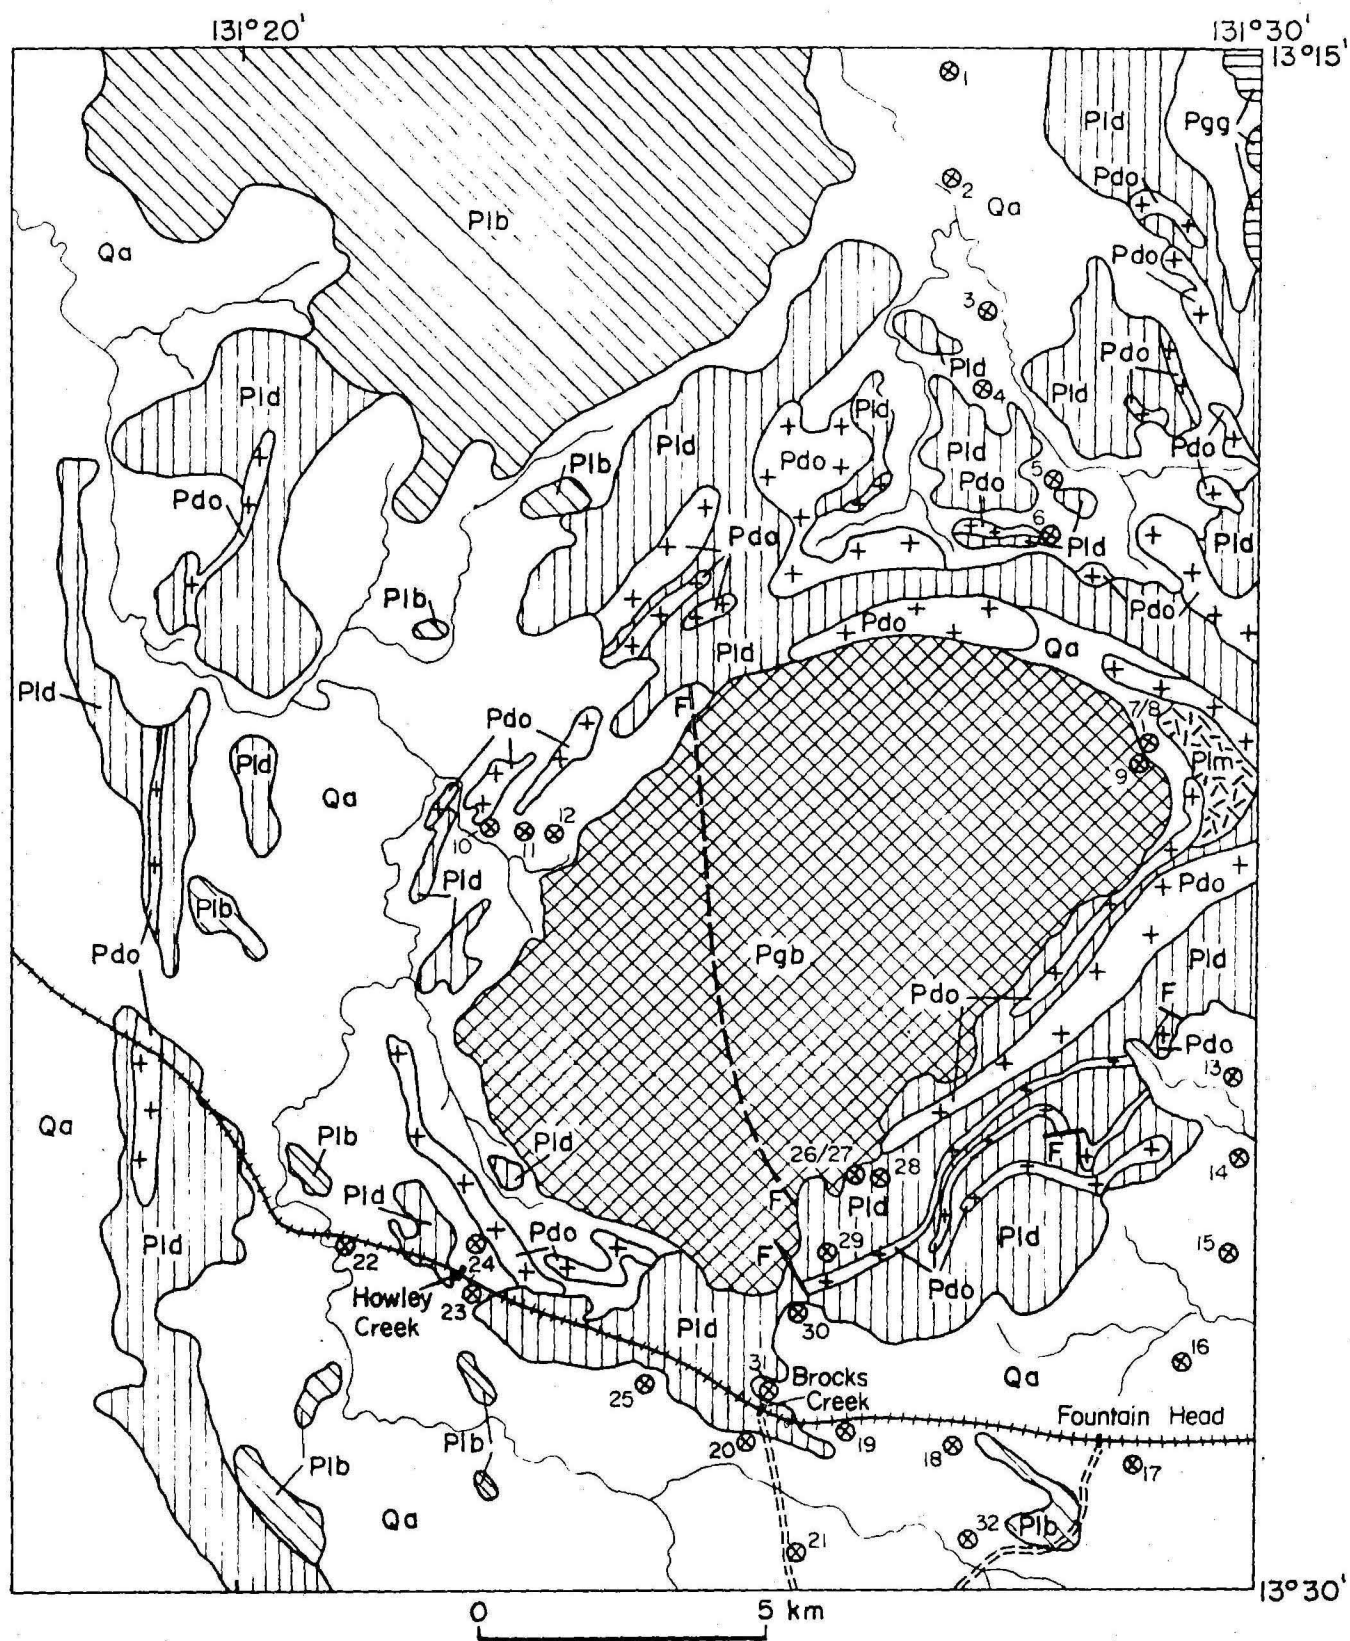 131°20'
131°30'
13°15'
1
Pld
Pgg
2
Pdo
Qa
Plb
Qa
Pdo
3
Pld
Pdo
4
Pld
Pld
Pld
Pld
Pld
Pdo
Plb
Pdo
5
Pdo
Pdo
6
Pdo
Pld
Pld
Plb
Pdo
Pdo
Qa
Pld
Pld
F
7/8
Pdo
Pld
Plm
9
Qa
12
10
11
Pld
Pdo
Plb
Pdo
Pgb
Pld
Pdo
F
Pdo
13
Qa
Plb
Pld
F
26/27
28
14
Pld
F
Pld
Pld
Pdo
Pld
29
15
22
24
F
Pdo
Howley
Creek
23
Pld
30
16
31
Brocks
Creek
Qa
25
Fountain Head
Plb
19
20
18
17
Plb
Qa
32
Plb
21
13°30'
0
5 km